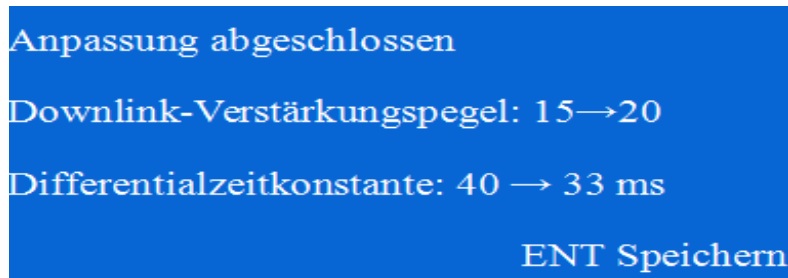 Anpassung abgeschlossen
Downlink-Verstärkungspegel: 15→20
Differentialzeitkonstante: 40 → 33 ms
ENT Speichern